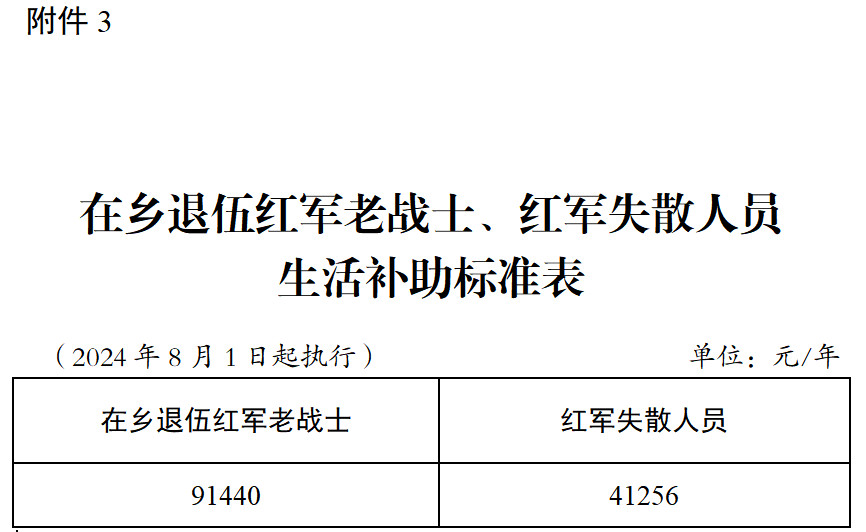 附件 3
在乡退伍红军老战士、红军失散人员
生活补助标准表
（2024 年 8 月 1 日起执行） 单位：元/年
在乡退伍红军老战士 红军失散人员
91440 41256